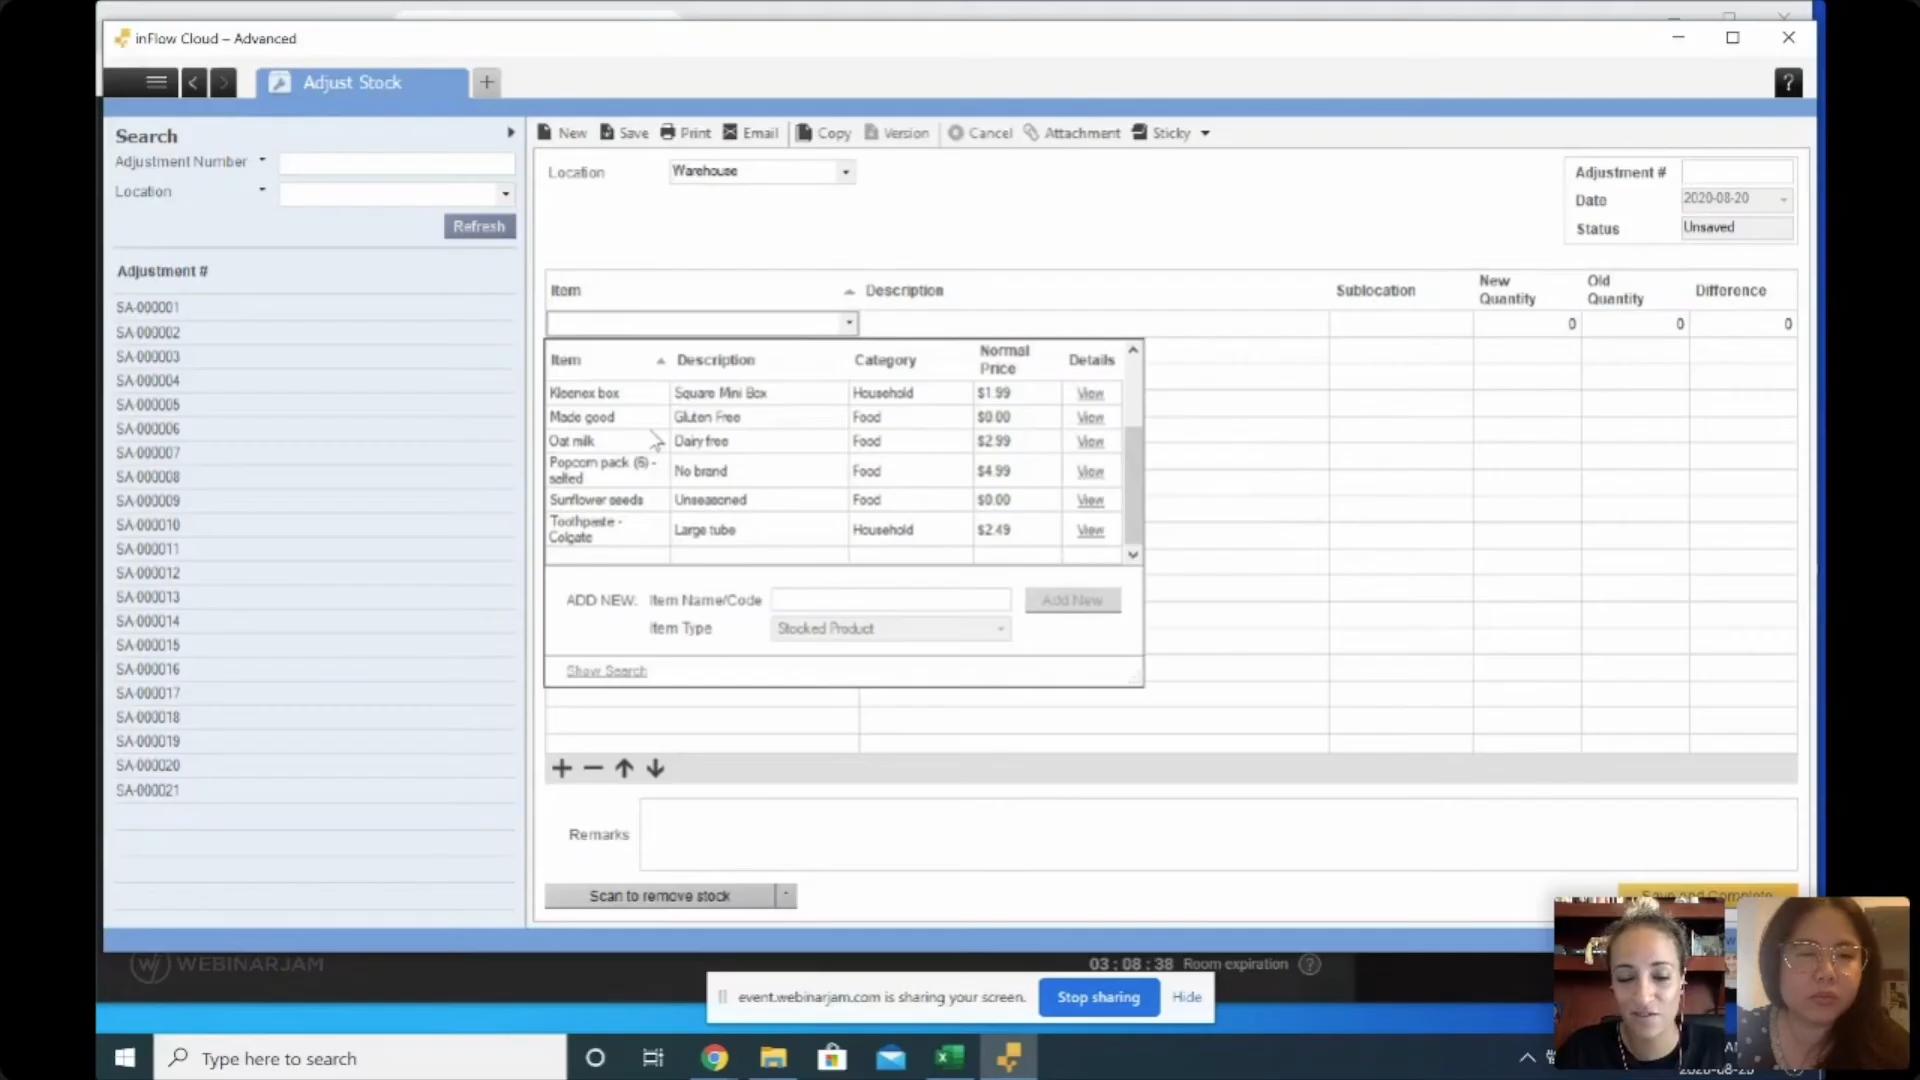 inFlow Cloud – Advanced
Adjust Stock
?
Search
Adjustment Number
Location
Refresh
Adjustment #
SA-000001
SA-000002
SA-000003
SA-000004
SA-000005
SA-000006
SA-000007
SA-000008
SA-000009
SA-000010
SA-000011
SA-000012
SA-000013
SA-000014
SA-000015
SA-000016
SA-000017
SA-000018
SA-000019
SA-000020
SA-000021
New Save Print Email Copy Version Cancel Attachment Sticky
Location Warehouse
Adjustment #
Date 2020-08-20
Status Unsaved
Item Description Sublocation New Quantity Old Quantity Difference
0 0 0
Item Description Category Normal Price Details
Kleenex box Square Mini Box Household $1.99 View
Made good Gluten Free Food $0.00 View
Oat milk Dairy free Food $2.99 View
Popcorn pack (6) - salted No brand Food $4.99 View
Sunflower seeds Unseasoned Food $0.00 View
Toothpaste - Colgate Large tube Household $2.49 View
ADD NEW: Item Name/Code Add New
Item Type Stocked Product
Show Search
Remarks
Scan to remove stock
Save and Complete
WEBINARJAM
03:08:38 Room expiration ?
event.webinarjam.com is sharing your screen. Stop sharing Hide
Type here to search